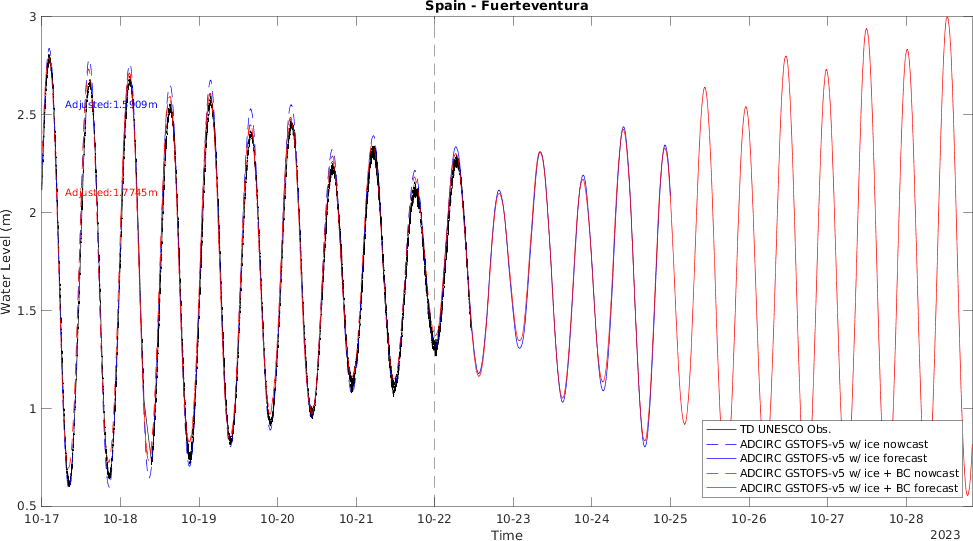 Spain - Fuerteventura
3
2.5
2
1.5
1
0.5
Water Level (m)
Adjusted:1.5909m
Adjusted:1.7745m
TD UNESCO Obs.
ADCIRC GSTOFS-v5 w/ ice nowcast
ADCIRC GSTOFS-v5 w/ ice forecast
ADCIRC GSTOFS-v5 w/ ice + BC nowcast
ADCIRC GSTOFS-v5 w/ ice + BC forecast
10-17 10-18 10-19 10-20 10-21 10-22 10-23 10-24 10-25 10-26 10-27 10-28
Time
2023